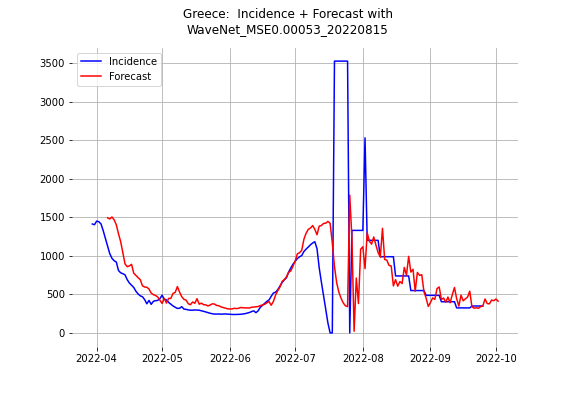 Greece:  Incidence + Forecast with
WaveNet_MSE0.00053_20220815
Incidence
Forecast
3500
3000
2500
2000
1500
1000
500
0
2022-04 2022-05 2022-06 2022-07 2022-08 2022-09 2022-10